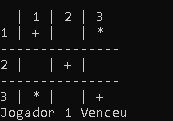 | 1 | 2 | 3
1 | + |   | *
---------------
2 |   | + |
---------------
3 | * |   | +
Jogador 1 Venceu